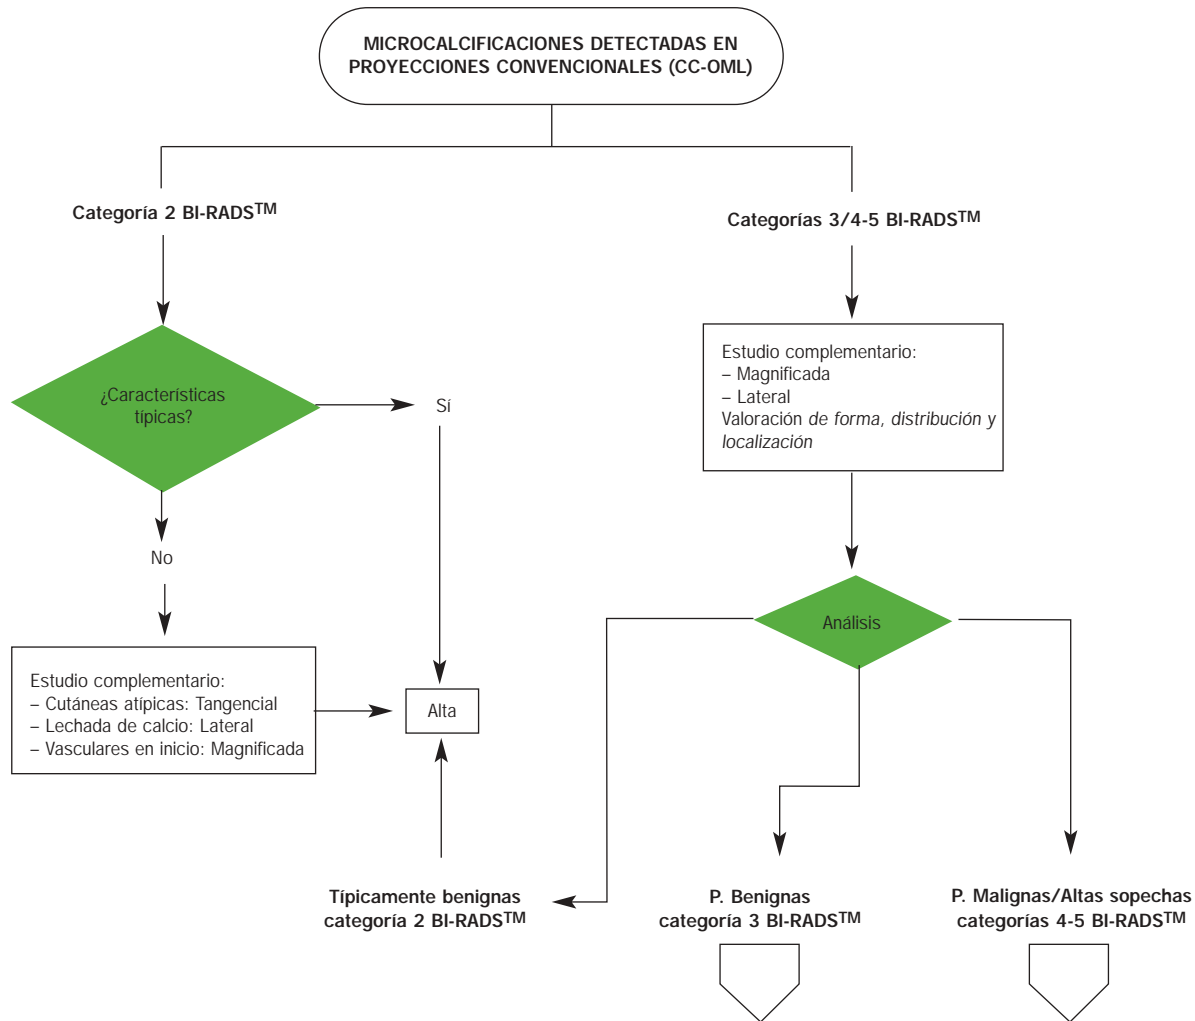 MICROCALCIFICACIONES DETECTADAS EN
PROYECCIONES CONVENCIONALES (CC-OML)
Categoría 2 BI-RADS™
Categorías 3/4-5 BI-RADS™
¿Características
típicas?
Sí
No
Estudio complementario:
– Cutáneas atípicas: Tangencial
– Lechada de calcio: Lateral
– Vasculares en inicio: Magnificada
Alta
Estudio complementario:
– Magnificada
– Lateral
Valoración de forma, distribución y
localización
Análisis
Típicamente benignas
categoría 2 BI-RADS™
P. Benignas
categoría 3 BI-RADS™
P. Malignas/Altas sopechas
categorías 4-5 BI-RADS™